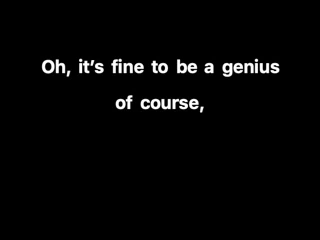 Oh, it’s fine to be a genius
of course,